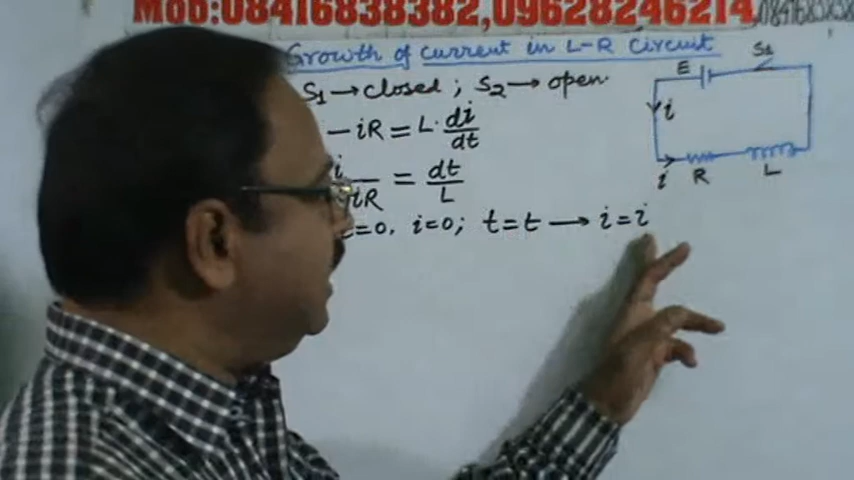 Mob:08416838382,09628246214,
Growth of current in L-R Circuit
S1→closed ; S2→open.
- iR = L. di/dt
iR = dt/L
=0, i=0; t=t → i=i
E
S1
i
i
R
L